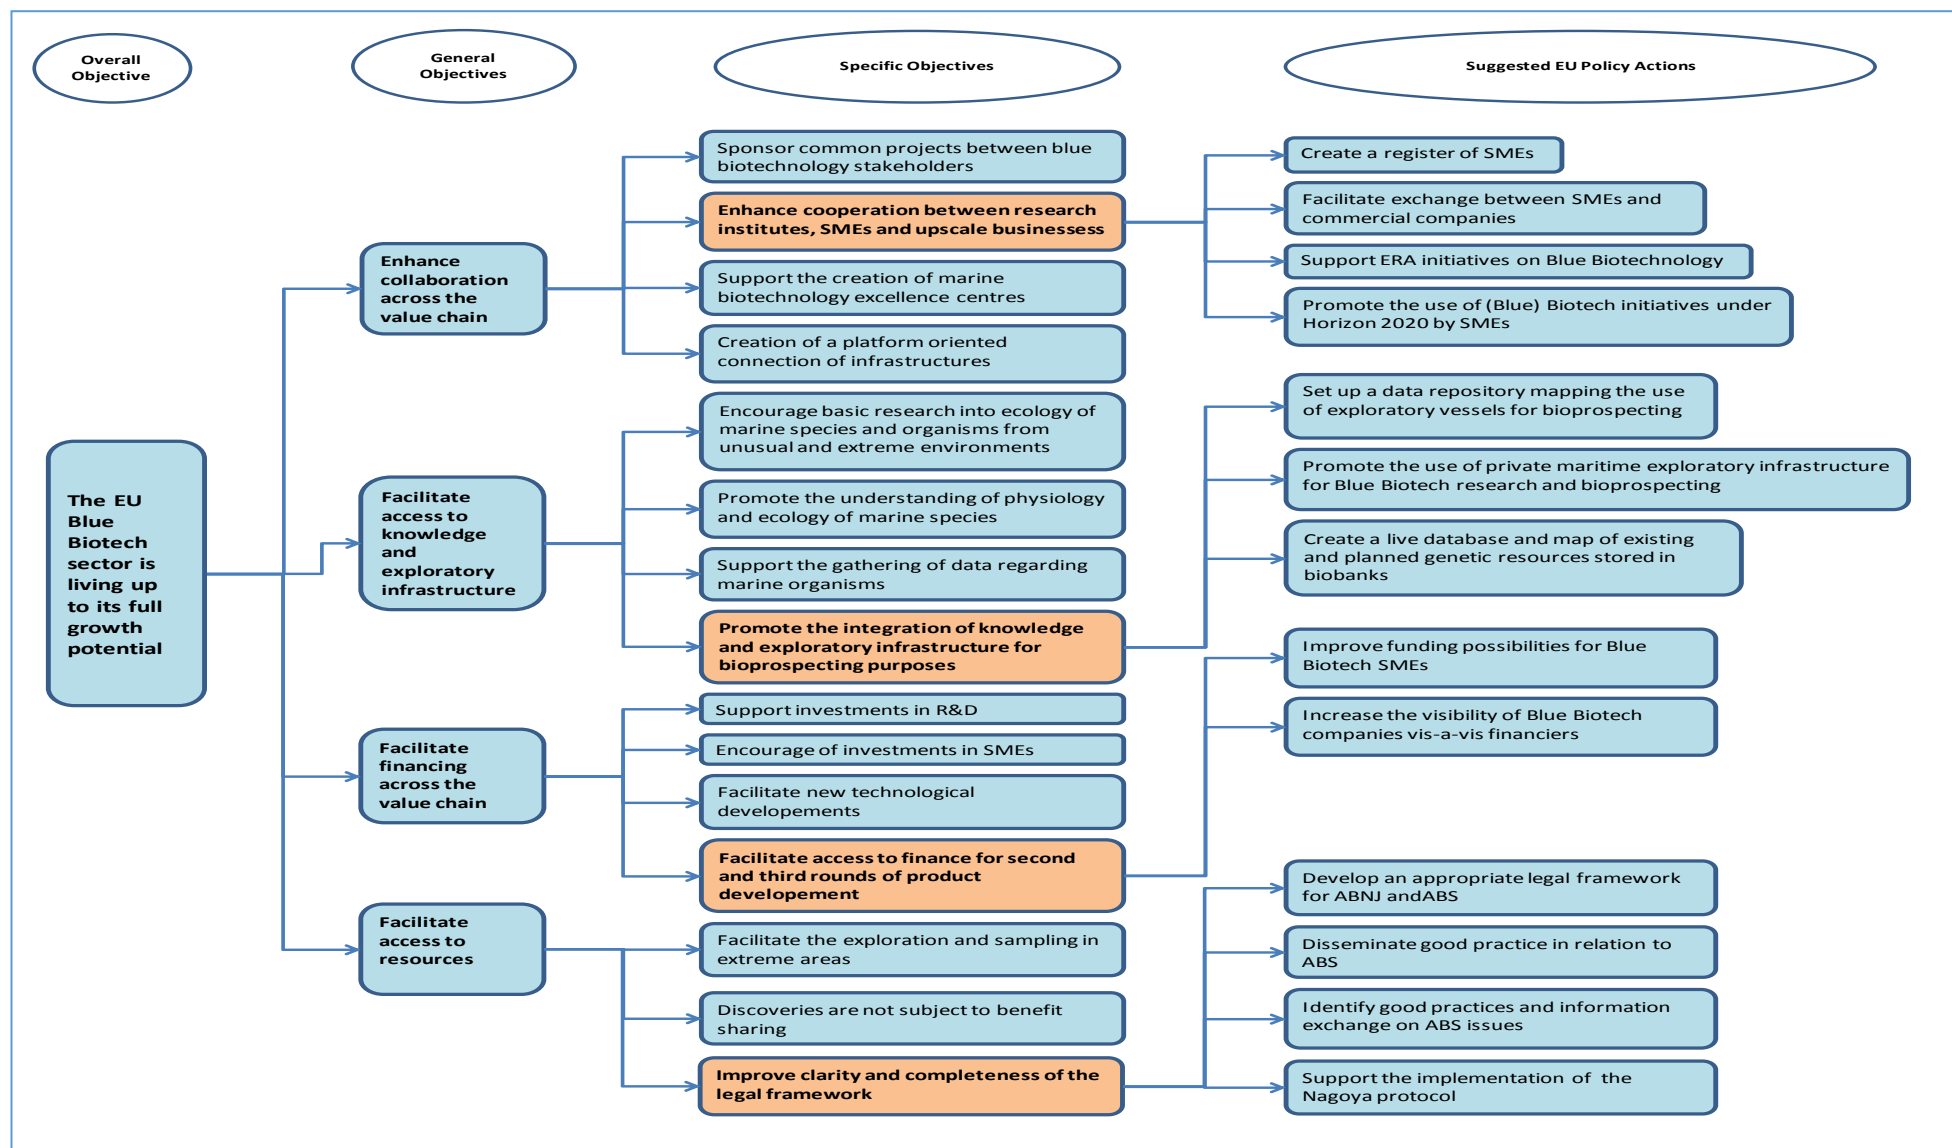 Overall
Objective
General
Objectives
Specific Objectives
Suggested EU Policy Actions
The EU
Blue
Biotech
sector is
living up
to its full
growth
potential
Enhance
collaboration
across the
value chain
Facilitate
access to
knowledge
and
exploratory
infrastructure
Facilitate
financing
across the
value chain
Facilitate
access to
resources
Sponsor common projects between blue
biotechnology stakeholders
Enhance cooperation between research
institutes, SMEs and upscale businessess
Support the creation of marine
biotechnology excellence centres
Creation of a platform oriented
connection of infrastructures
Encourage basic research into ecology of
marine species and organisms from
unusual and extreme environments
Promote the understanding of physiology
and ecology of marine species
Support the gathering of data regarding
marine organisms
Promote the integration of knowledge
and exploratory infrastructure for
bioprospecting purposes
Support investments in R&D
Encourage of investments in SMEs
Facilitate new technological
developements
Facilitate access to finance for second
and third rounds of product
developement
Facilitate the exploration and sampling in
extreme areas
Discoveries are not subject to benefit
sharing
Improve clarity and completeness of the
legal framework
Create a register of SMEs
Facilitate exchange between SMEs and
commercial companies
Support ERA initiatives on Blue Biotechnology
Promote the use of (Blue) Biotech initiatives under
Horizon 2020 by SMEs
Set up a data repository mapping the use
of exploratory vessels for bioprospecting
Promote the use of private maritime exploratory infrastructure
for Blue Biotech research and bioprospecting
Create a live database and map of existing
and planned genetic resources stored in
biobanks
Improve funding possibilities for Blue
Biotech SMEs
Increase the visibility of Blue Biotech
companies vis-a-vis financiers
Develop an appropriate legal framework
for ABNJ andABS
Disseminate good practice in relation to
ABS
Identify good practices and information
exchange on ABS issues
Support the implementation of the
Nagoya protocol